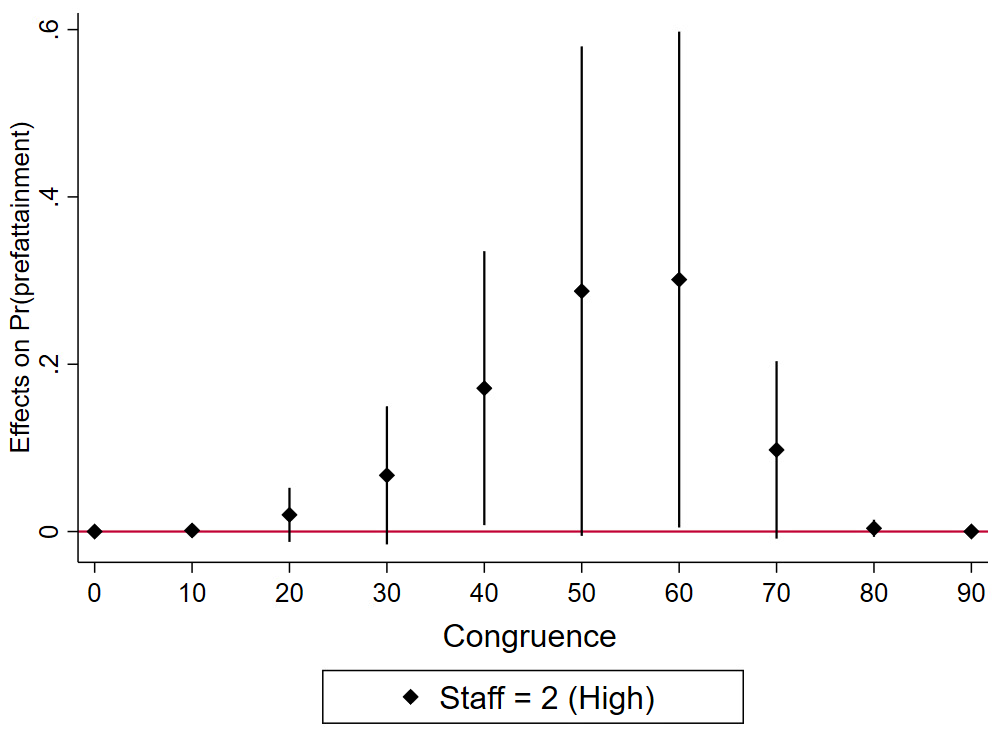 Effects on Pr(prefattainment)
.6
.4
.2
0
0 10 20 30 40 50 60 70 80 90
Congruence
Staff = 2 (High)